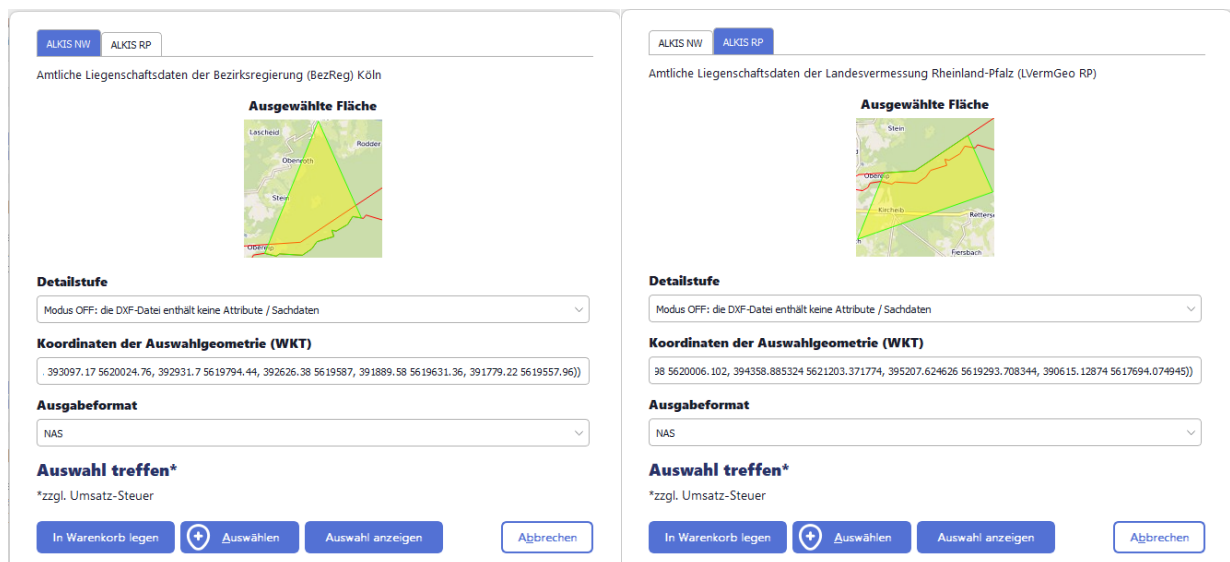 ALKIS NW
ALKIS RP
Amtliche Liegenschaftsdaten der Bezirksregierung (BezReg) Köln
Ausgewählte Fläche
Lascheid
Rodder
Obenroth
Stein
Detailstufe
Modus OFF: die DXF-Datei enthält keine Attribute / Sachdaten
Koordinaten der Auswahlgeometrie (WKT)
393097.17 5620024.76, 392931.7 5619794.44, 392626.38 5619587, 391889.58 5619631.36, 391779.22 5619557.96))
Ausgabeformat
NAS
Auswahl treffen*
*zzgl. Umsatz-Steuer
In Warenkorb legen
Auswählen
Auswahl anzeigen
Abbrechen
ALKIS NW
ALKIS RP
Amtliche Liegenschaftsdaten der Landesvermessung Rheinland-Pfalz (LVermGeo RP)
Ausgewählte Fläche
Stein
Kircheib
Retters
Fiersbach
Detailstufe
Modus OFF: die DXF-Datei enthält keine Attribute / Sachdaten
Koordinaten der Auswahlgeometrie (WKT)
98 5620006.102, 394358.885324 5621203.371774, 395207.624626 5619293.708344, 390615.12874 5617694.074945))
Ausgabeformat
NAS
Auswahl treffen*
*zzgl. Umsatz-Steuer
In Warenkorb legen
Auswählen
Auswahl anzeigen
Abbrechen